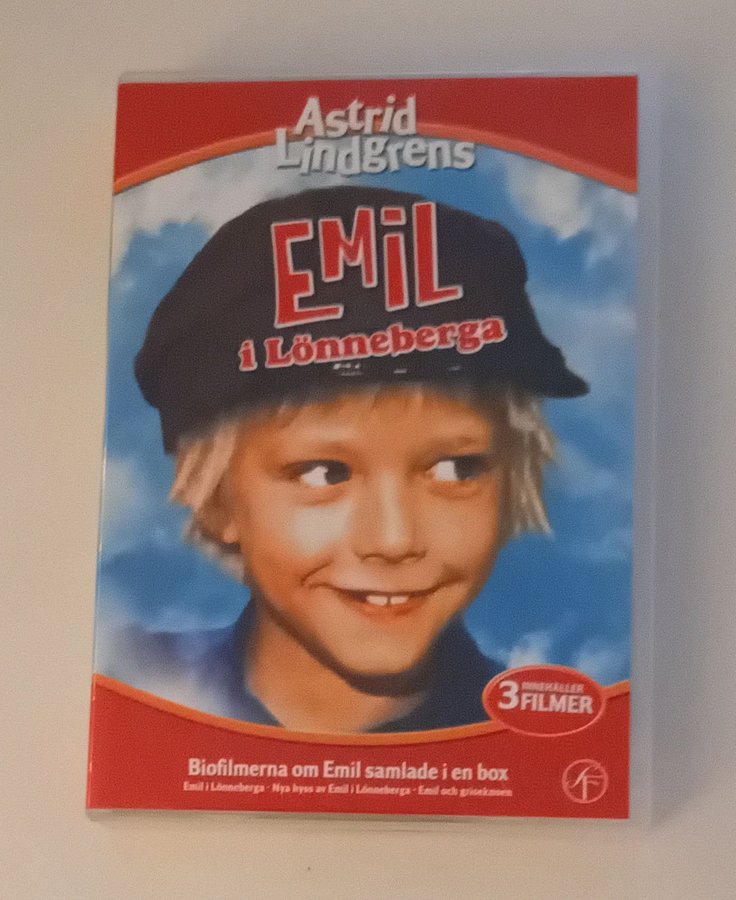 Astrid
Lindgrens
EMiL
i Lönneberga
INNEHÅLLER
3 FILMER
Biofilmerna om Emil samlade i en box
Emil i Lönneberga · Nya hyss av Emil i Lönneberga · Emil och griseknoen
SF